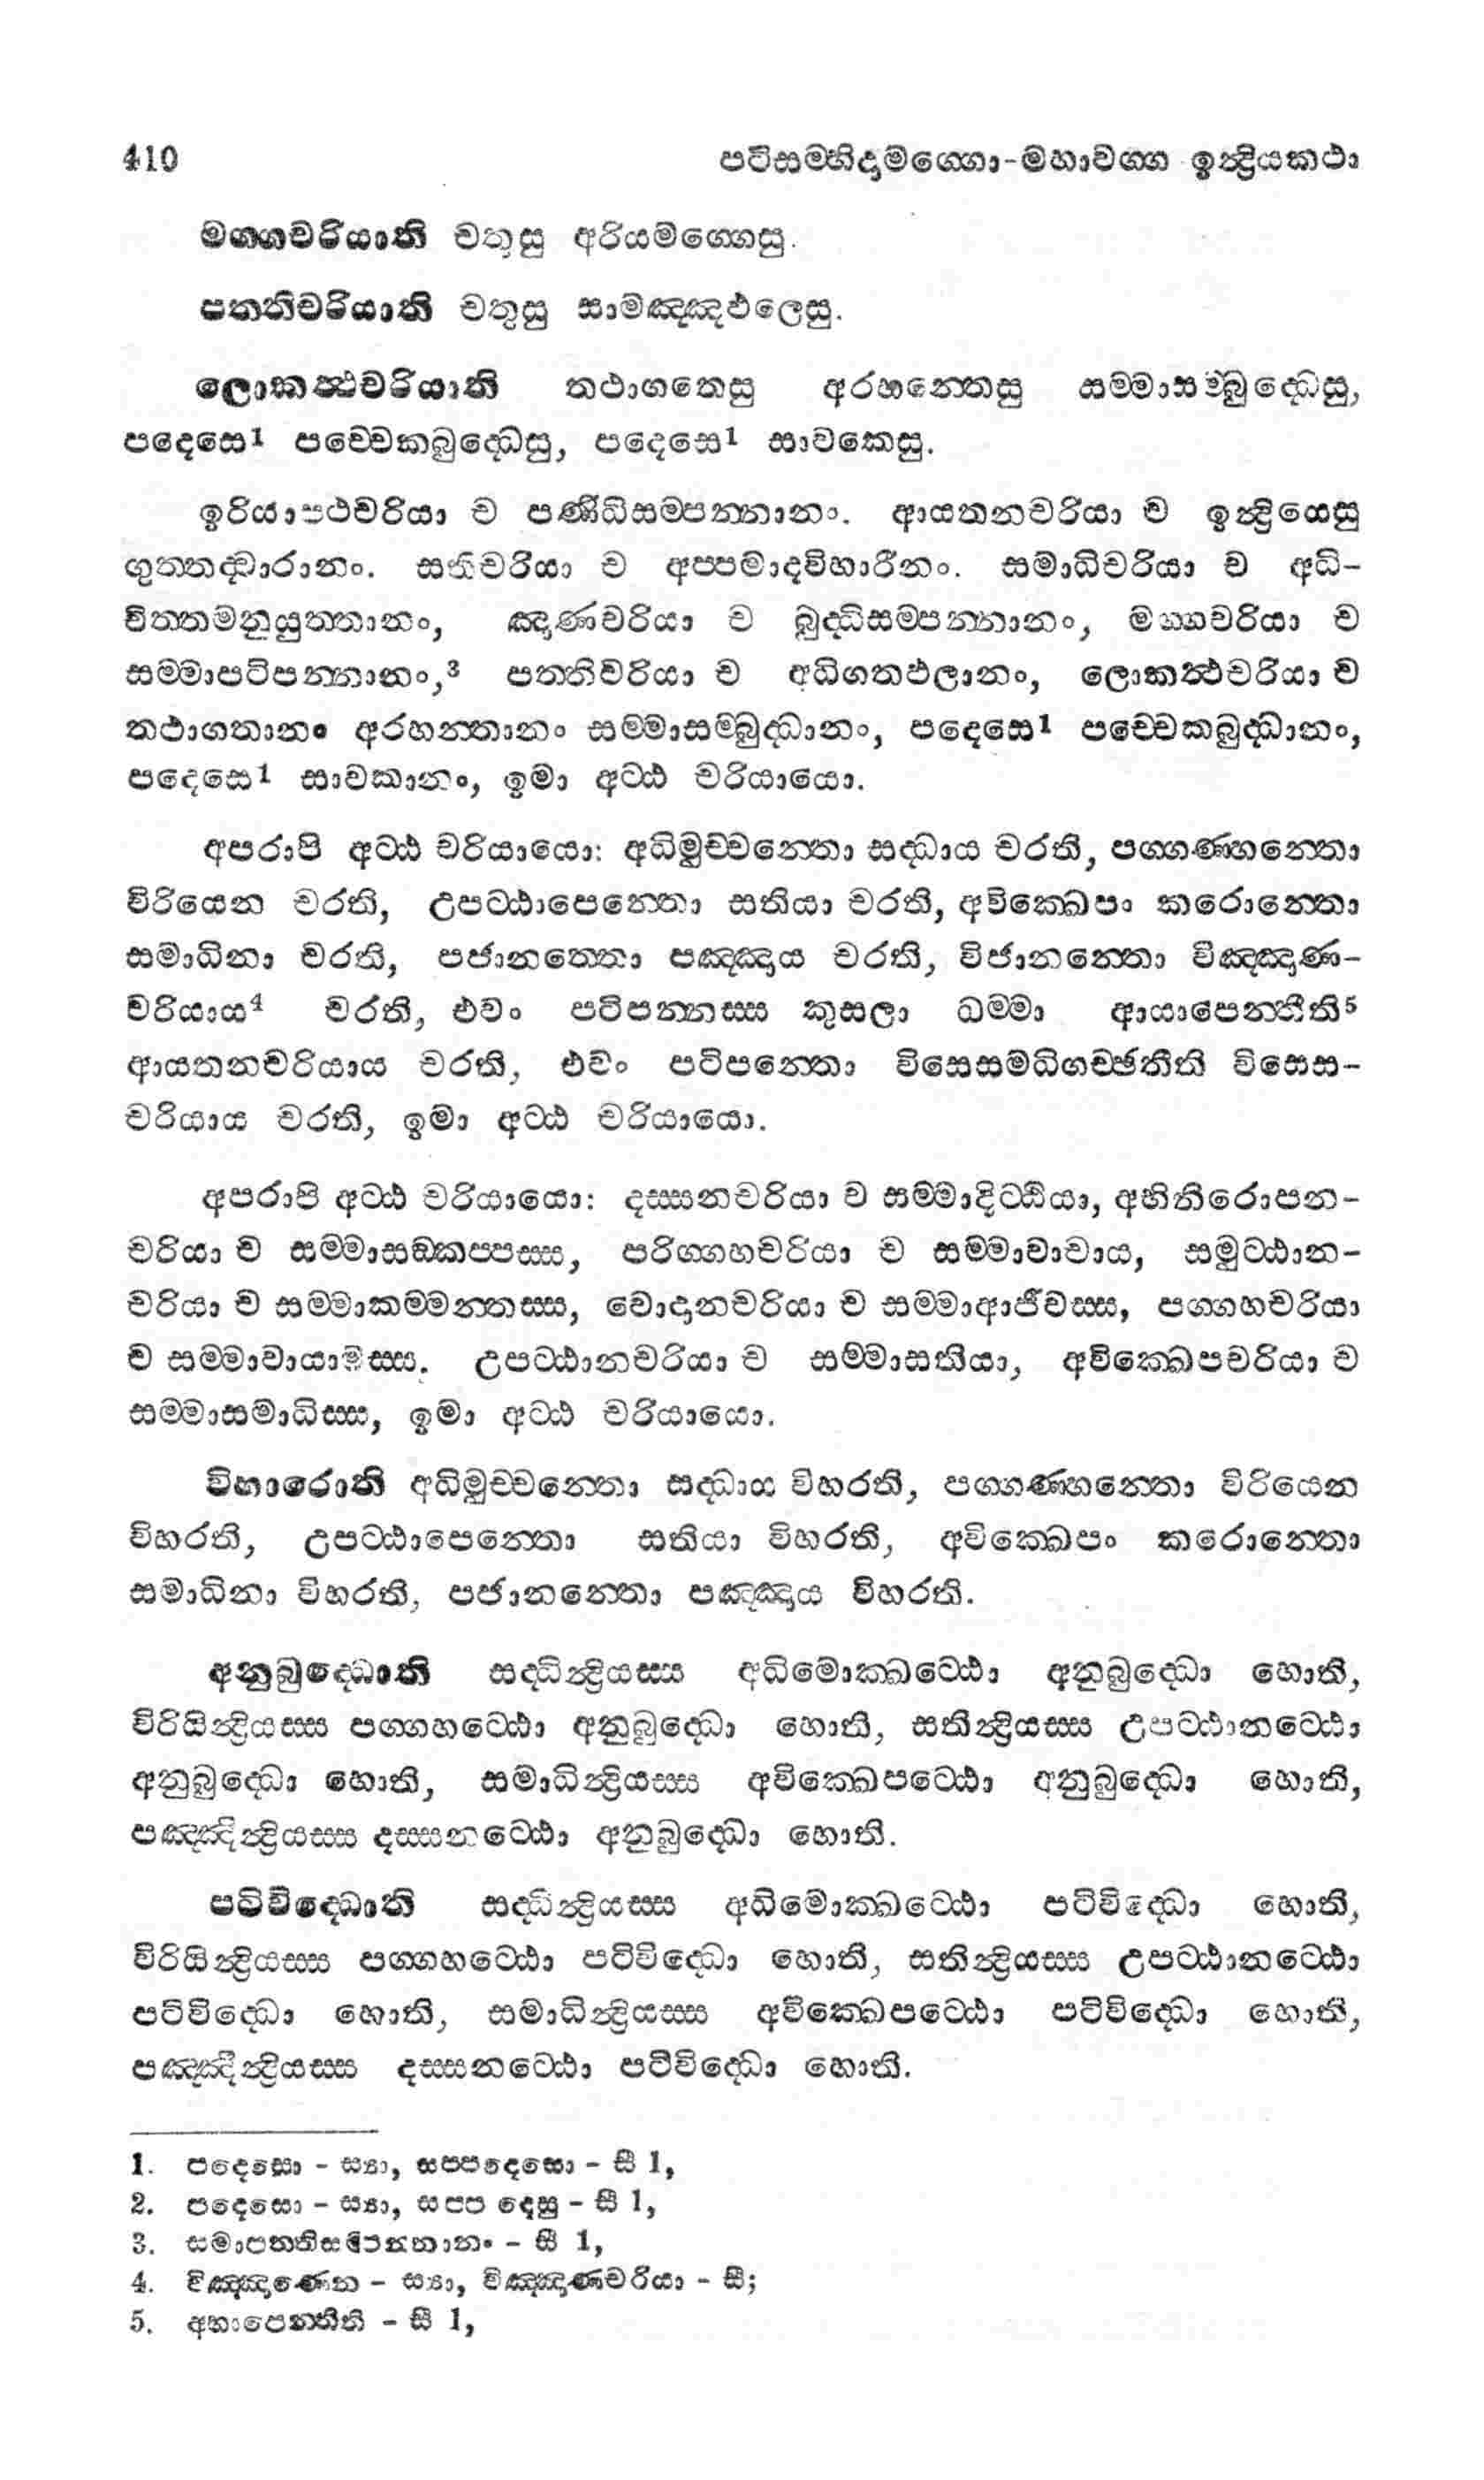 410 පටිසම්භිදාමග්ගො-මහාවග්ග ඉන්ද්‍රියකථා
මග්ගචරියාති චතූසු අරියමග්ගෙසු.
පත්තිචරියාති චතුසු සාමඤ්ඤඵලෙසු.
ලොකත්‍ථචරියාති තථාගතෙසු අරහන්තෙසු සම්මාසම්බුද්ධෙසු,
පදෙසෙ1 පච්චෙකබුද්ධෙසු, පදෙසෙ1 සාවකෙසු.
ඉරියාපථචරියා ච පණිධිසම්පන්නානං. ආයතනචරියා ච ඉන්ද්‍රියෙසු
ගුත්තද්වාරානං. සතිචරියා ච අප්පමාදවිහාරීනං. සමාධිචරියා ච අධි-
චිත්තමනුයුත්තානං, ඤාණචරියා ච බුද්ධිසම්පන්නානං, මග්ගචරියා ච
සම්මාපටිපන්නානං,3 පත්තිචරියා ච අධිගතඵලානං, ලොකත්‍ථචරියා ච
තථාගතානං අරහන්තානං සම්මාසම්බුද්ධානං, පදෙසෙ1 පච්චෙකබුද්ධානං,
පදෙසෙ1 සාවකානං, ඉමා අට්ඨ චරියායො.
අපරාපි අට්ඨ චරියායො: අධිමුච්චන්තො සද්ධාය චරති, පග්ගණ්හන්තො
විරියෙන චරති, උපට්ඨාපෙන්තො සතියා චරති, අවික්ඛෙපං කරොන්තො
සමාධිනා චරති, පජානන්තො පඤ්ඤාය චරති, විජානන්තො විඤ්ඤාණ-
චරියාය4 චරති, එවං පටිපන්නස්ස කුසලා ධම්මා ආයාපෙන්තීති5
ආයතනචරියාය චරති, එවං පටිපන්නො විසෙසමධිගච්ඡතීති විසෙස-
චරියාය චරති, ඉමා අට්ඨ චරියායො.
අපරාපි අට්ඨ චරියායො: දස්සනචරියා ච සම්මාදිට්ඨියා, අභිනිරොපන-
චරියා ච සම්මාසඞ්කප්පස්ස, පරිග්ගහචරියා ච සම්මාවාචාය, සමුට්ඨාන-
චරියා ච සම්මාකම්මන්තස්ස, වොදානචරියා ච සම්මාආජීවස්ස, පග්ගහචරියා
ච සම්මාවායාමස්ස. උපට්ඨානචරියා ච සම්මාසතියා, අවික්ඛෙපචරියා ච
සම්මාසමාධිස්ස, ඉමා අට්ඨ චරියායො.
විහාරොති අධිමුච්චන්තො සද්ධාය විහරති, පග්ගණ්හන්තො විරියෙන
විහරති, උපට්ඨාපෙන්තො සතියා විහරති, අවික්ඛෙපං කරොන්තො
සමාධිනා විහරති, පජානන්තො පඤ්ඤාය විහරති.
අනුබුද්ධොති සද්ධින්ද්‍රියස්ස අධිමොක්ඛට්ඨො අනුබුද්ධො හොති,
විරියින්ද්‍රියස්ස පග්ගහට්ඨො අනුබුද්ධො හොති, සතින්ද්‍රියස්ස උපට්ඨානට්ඨො
අනුබුද්ධො හොති, සමාධින්ද්‍රියස්ස අවික්ඛෙපට්ඨො අනුබුද්ධො හොති,
පඤ්ඤින්ද්‍රියස්ස දස්සනට්ඨො අනුබුද්ධො හොති.
පටිවිද්ධොති සද්ධින්ද්‍රියස්ස අධිමොක්ඛට්ඨො පටිවිද්ධො හොති,
විරියින්ද්‍රියස්ස පග්ගහට්ඨො පටිවිද්ධො හොති, සතින්ද්‍රියස්ස උපට්ඨානට්ඨො
පටිවිද්ධො හොති, සමාධින්ද්‍රියස්ස අවික්ඛෙපට්ඨො පටිවිද්ධො හොති,
පඤ්ඤින්ද්‍රියස්ස දස්සනට්ඨො පටිවිද්ධො හොති.
1. පදෙසො - ස්‍යා, සප්පදෙසො - සී 1,
2. පදෙසො - ස්‍යා, සප්ප දෙසු - සී 1,
3. සමාපත්තිසම්පන්නානං - සී 1,
4. විඤ්ඤාණෙන - ස්‍යා, විඤ්ඤාණචරියා - සී;
5. අභාපෙන්තීති - සී 1,